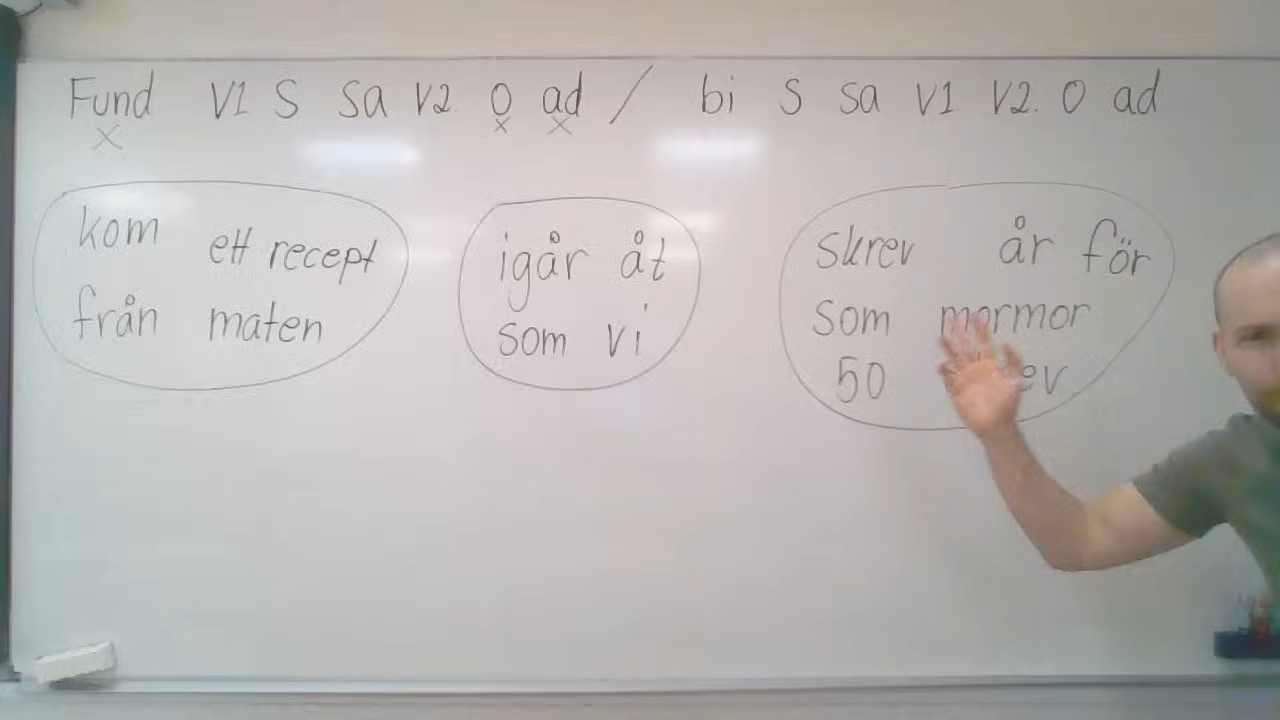 Fund V1 S Sa V2. O ad / bi S sa V1 V2. O ad
x x x
kom ett recept
från maten
igår åt
som vi
skrev år för
som mormor
50